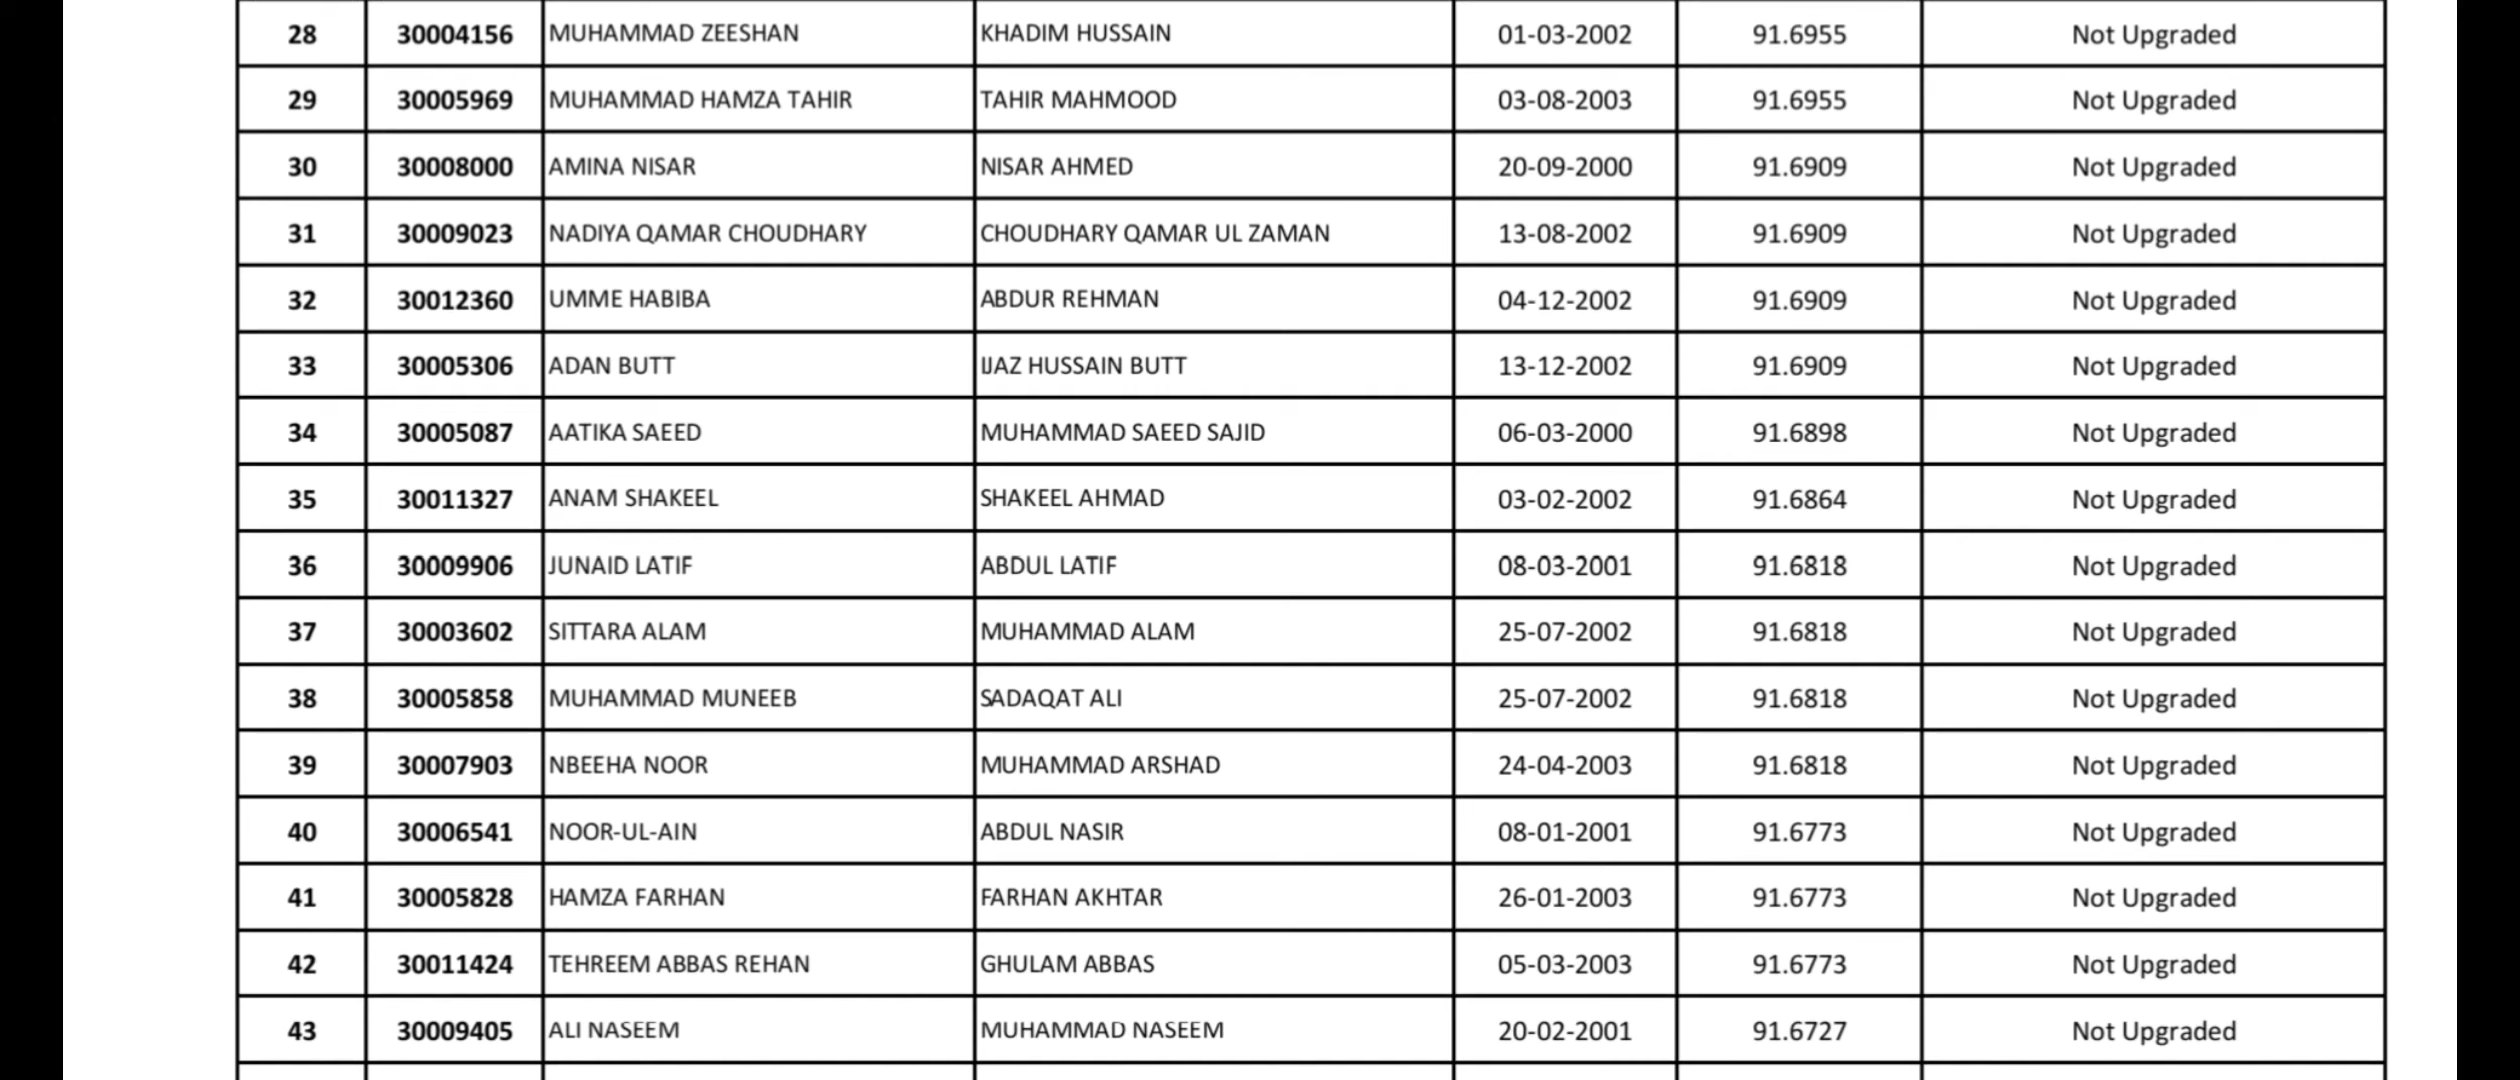 28 30004156 MUHAMMAD ZEESHAN KHADIM HUSSAIN 01-03-2002 91.6955 Not Upgraded
29 30005969 MUHAMMAD HAMZA TAHIR TAHIR MAHMOOD 03-08-2003 91.6955 Not Upgraded
30 30008000 AMINA NISAR NISAR AHMED 20-09-2000 91.6909 Not Upgraded
31 30009023 NADIYA QAMAR CHOUDHARY CHOUDHARY QAMAR UL ZAMAN 13-08-2002 91.6909 Not Upgraded
32 30012360 UMME HABIBA ABDUR REHMAN 04-12-2002 91.6909 Not Upgraded
33 30005306 ADAN BUTT IJAZ HUSSAIN BUTT 13-12-2002 91.6909 Not Upgraded
34 30005087 AATIKA SAEED MUHAMMAD SAEED SAJID 06-03-2000 91.6898 Not Upgraded
35 30011327 ANAM SHAKEEL SHAKEEL AHMAD 03-02-2002 91.6864 Not Upgraded
36 30009906 JUNAID LATIF ABDUL LATIF 08-03-2001 91.6818 Not Upgraded
37 30003602 SITTARA ALAM MUHAMMAD ALAM 25-07-2002 91.6818 Not Upgraded
38 30005858 MUHAMMAD MUNEEB SADAQAT ALI 25-07-2002 91.6818 Not Upgraded
39 30007903 NBEEHA NOOR MUHAMMAD ARSHAD 24-04-2003 91.6818 Not Upgraded
40 30006541 NOOR-UL-AIN ABDUL NASIR 08-01-2001 91.6773 Not Upgraded
41 30005828 HAMZA FARHAN FARHAN AKHTAR 26-01-2003 91.6773 Not Upgraded
42 30011424 TEHREEM ABBAS REHAN GHULAM ABBAS 05-03-2003 91.6773 Not Upgraded
43 30009405 ALI NASEEM MUHAMMAD NASEEM 20-02-2001 91.6727 Not Upgraded